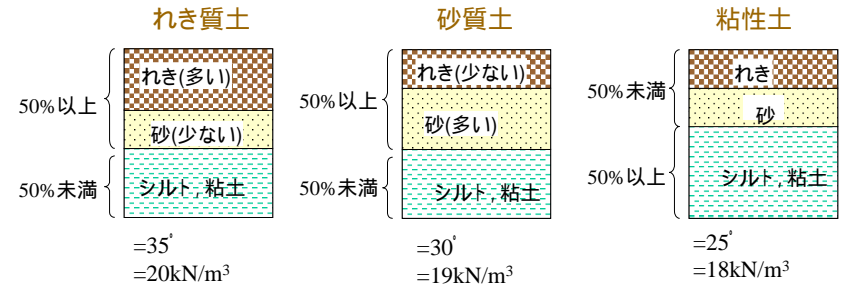 れき質土
50%以上
れき(多い)
砂(少ない)
50%未満
シルト,粘土
=35°
=20kN/m³
砂質土
50%以上
れき(少ない)
砂(多い)
50%未満
シルト,粘土
=30°
=19kN/m³
粘性土
50%未満
れき
砂
50%以上
シルト,粘土
=25°
=18kN/m³